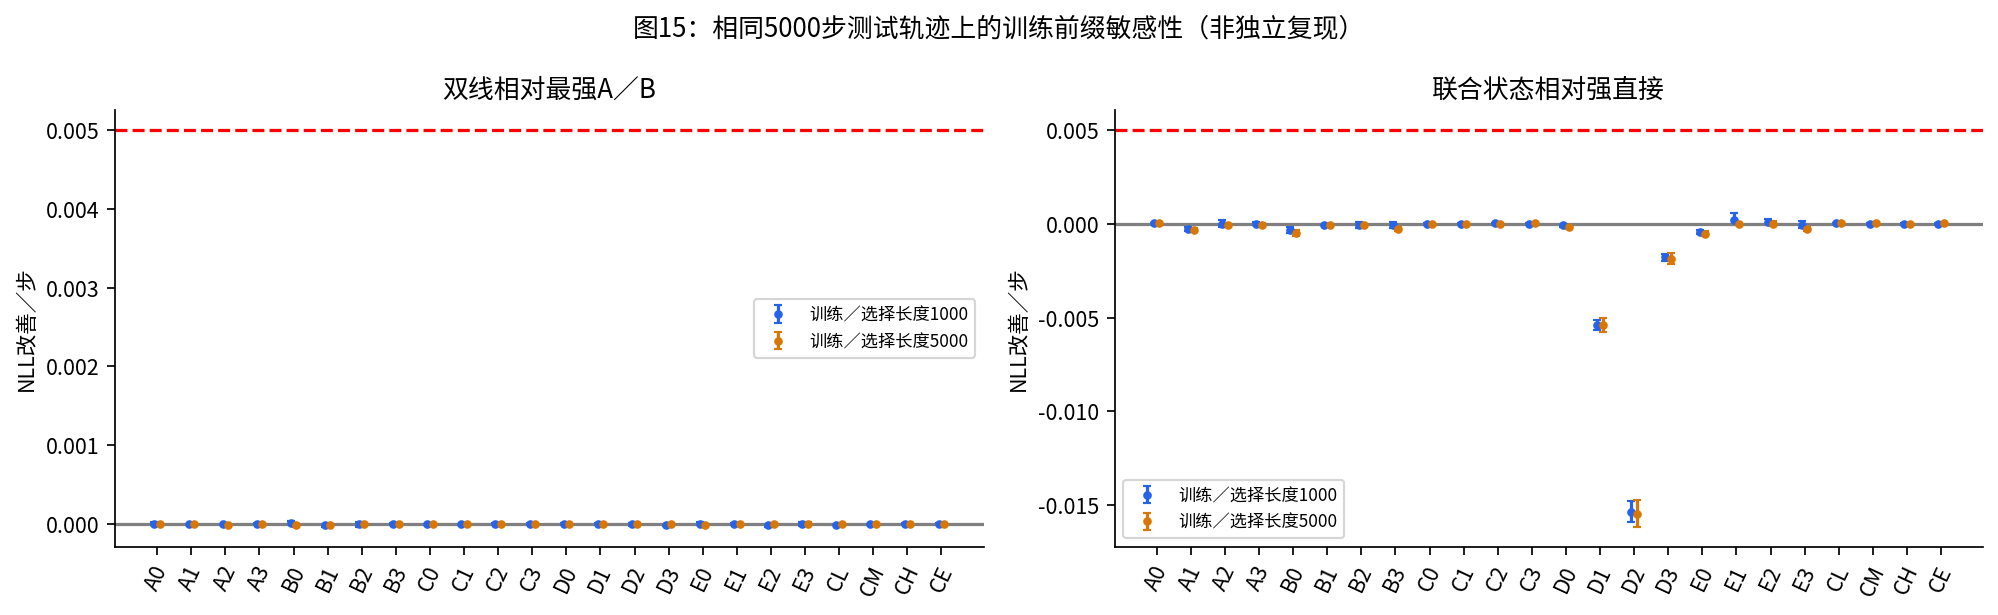 图15：相同5000步测试轨迹上的训练前缀敏感性（非独立复现）
双线相对最强A／B
NLL改善／步
0.005
0.004
0.003
0.002
0.001
0.000
训练／选择长度1000
训练／选择长度5000
A0 A1 A2 A3 B0 B1 B2 B3 C0 C1 C2 C3 D0 D1 D2 D3 E0 E1 E2 E3 CL CM CH CE
联合状态相对强直接
NLL改善／步
0.005
0.000
-0.005
-0.010
-0.015
训练／选择长度1000
训练／选择长度5000
A0 A1 A2 A3 B0 B1 B2 B3 C0 C1 C2 C3 D0 D1 D2 D3 E0 E1 E2 E3 CL CM CH CE